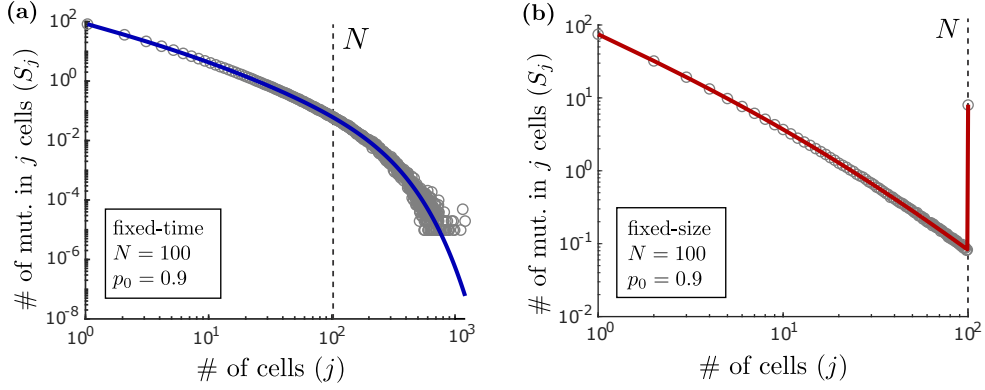 (a)
# of mut. in j cells (S_j)
10^2
10^0
10^-2
10^-4
10^-6
10^-8
N
fixed-time
N = 100
p_0 = 0.9
10^0
10^1
10^2
10^3
# of cells (j)
(b)
# of mut. in j cells (S_j)
10^2
10^1
10^0
10^-1
10^-2
N
fixed-size
N = 100
p_0 = 0.9
10^0
10^1
10^2
# of cells (j)